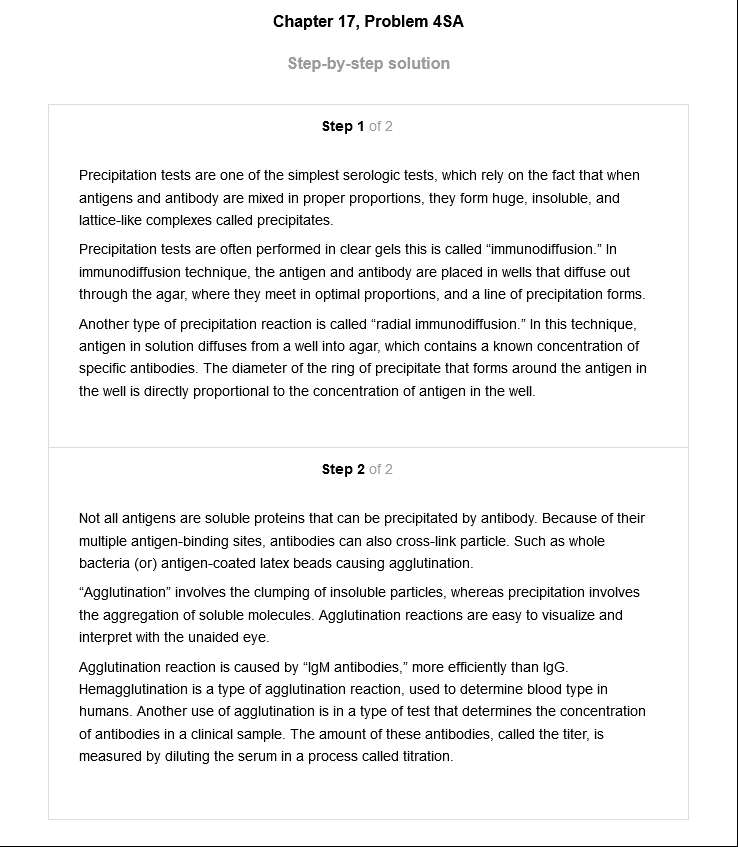 Chapter 17, Problem 4SA
Step-by-step solution
Step 1 of 2
Precipitation tests are one of the simplest serologic tests, which rely on the fact that when
antigens and antibody are mixed in proper proportions, they form huge, insoluble, and
lattice-like complexes called precipitates.
Precipitation tests are often performed in clear gels this is called “immunodiffusion.” In
immunodiffusion technique, the antigen and antibody are placed in wells that diffuse out
through the agar, where they meet in optimal proportions, and a line of precipitation forms.
Another type of precipitation reaction is called “radial immunodiffusion.” In this technique,
antigen in solution diffuses from a well into agar, which contains a known concentration of
specific antibodies. The diameter of the ring of precipitate that forms around the antigen in
the well is directly proportional to the concentration of antigen in the well.
Step 2 of 2
Not all antigens are soluble proteins that can be precipitated by antibody. Because of their
multiple antigen-binding sites, antibodies can also cross-link particle. Such as whole
bacteria (or) antigen-coated latex beads causing agglutination.
“Agglutination” involves the clumping of insoluble particles, whereas precipitation involves
the aggregation of soluble molecules. Agglutination reactions are easy to visualize and
interpret with the unaided eye.
Agglutination reaction is caused by “IgM antibodies,” more efficiently than IgG.
Hemagglutination is a type of agglutination reaction, used to determine blood type in
humans. Another use of agglutination is in a type of test that determines the concentration
of antibodies in a clinical sample. The amount of these antibodies, called the titer, is
measured by diluting the serum in a process called titration.